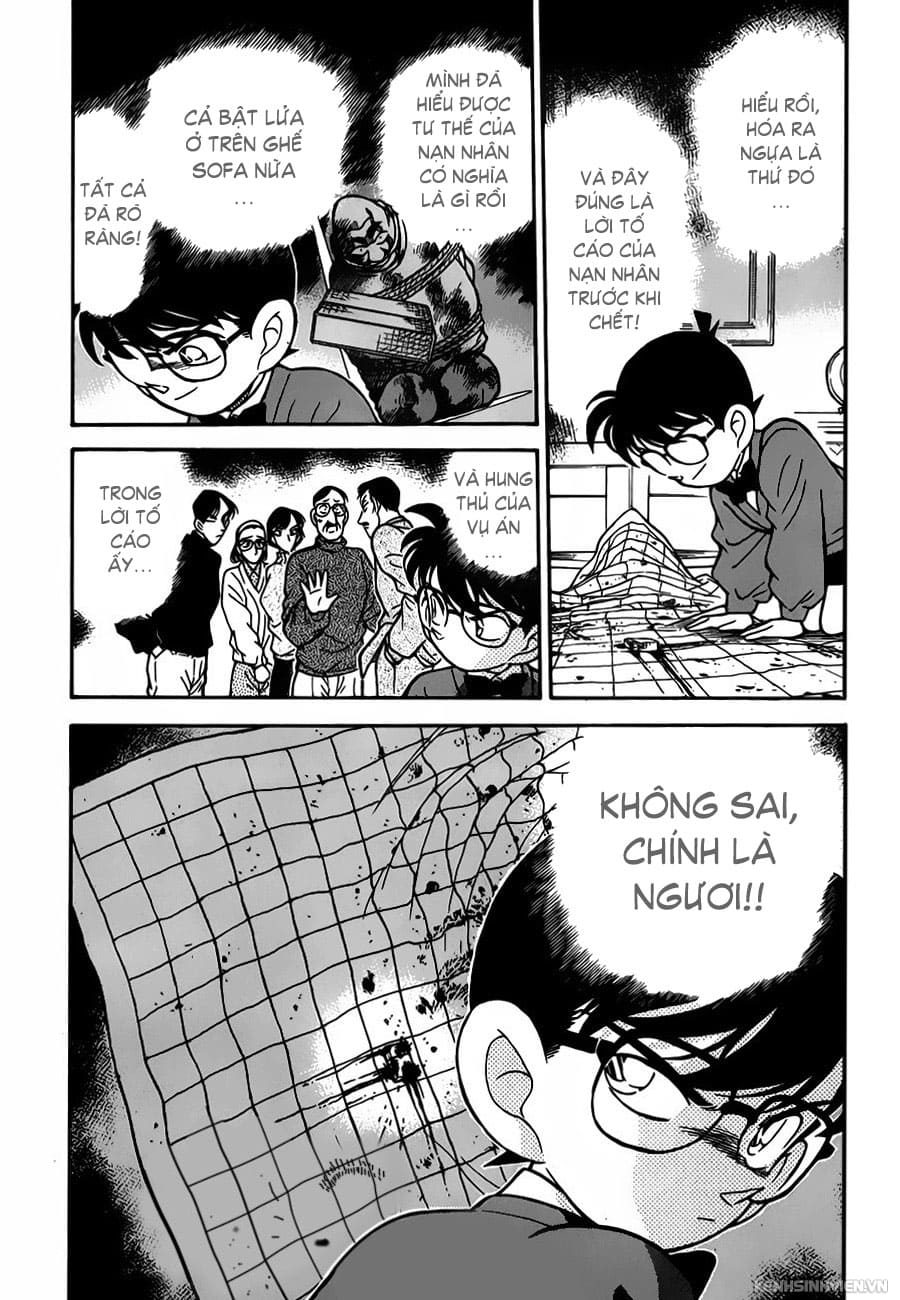 HIỂU RỒI,
HÓA RA
NGỰA LÀ
THỨ ĐÓ
...
VÀ ĐÂY
ĐÚNG LÀ
LỜI TỐ
CÁO CỦA
NẠN NHÂN
TRƯỚC KHI
CHẾT!
MÌNH ĐÃ
HIỂU ĐƯỢC
TƯ THẾ CỦA
NẠN NHÂN
CÓ NGHĨA
LÀ GÌ RỒI
...
CẢ BẬT LỬA
Ở TRÊN GHẾ
SOFA NỮA
...
TẤT CẢ
ĐÃ RÕ
RÀNG!
VÀ HUNG
THỦ CỦA
VỤ ÁN
...
TRONG
LỜI TỐ
CÁO ẤY
...
KHÔNG SAI,
CHÍNH LÀ
NGƯƠI!!
KENHSINHVIEN.VN